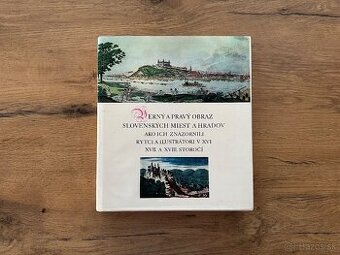 VERNÝ A PRAVÝ OBRAZ
SLOVENSKÝCH MIEST A HRADOV
AKO ICH ZNÁZORNILI
RYTCI A ILUSTRÁTORI V XVI.
XVII. A XVIII. STOROČÍ